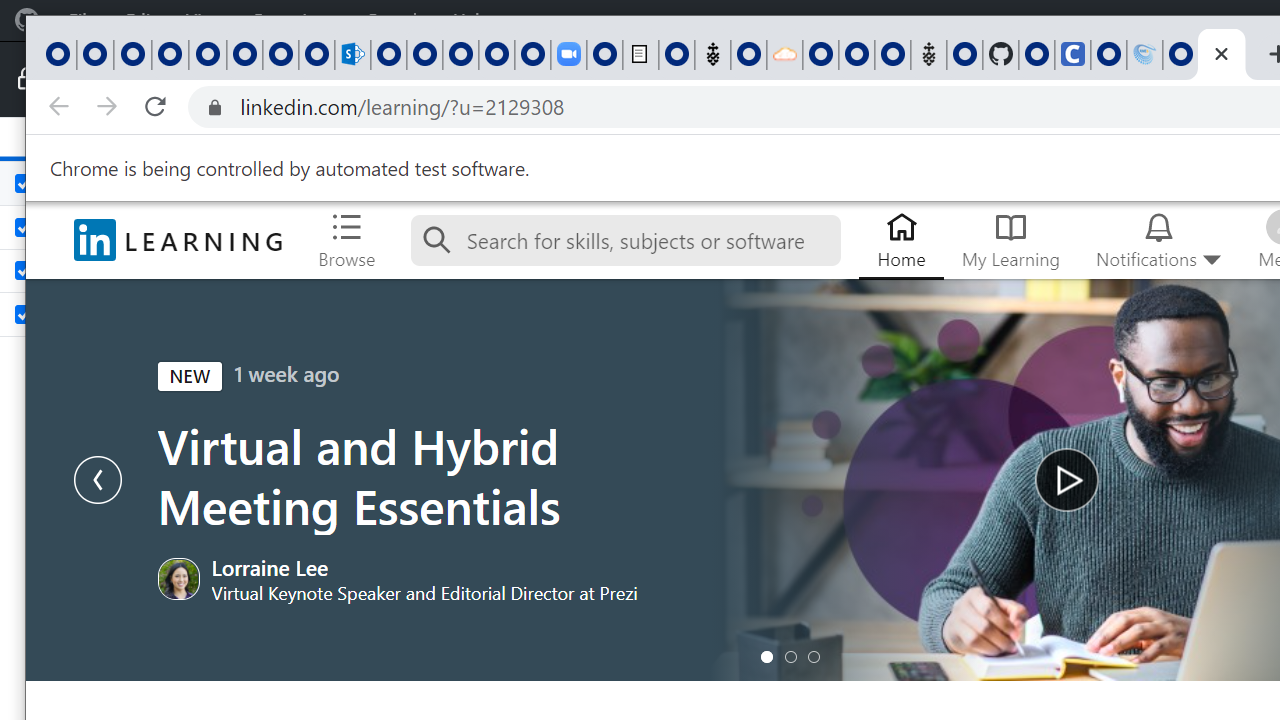 linkedin.com/learning/?u=2129308
Chrome is being controlled by automated test software.
in LEARNING
Browse
Search for skills, subjects or software
Home
My Learning
Notifications
NEW 1 week ago
Virtual and Hybrid
Meeting Essentials
Lorraine Lee
Virtual Keynote Speaker and Editorial Director at Prezi